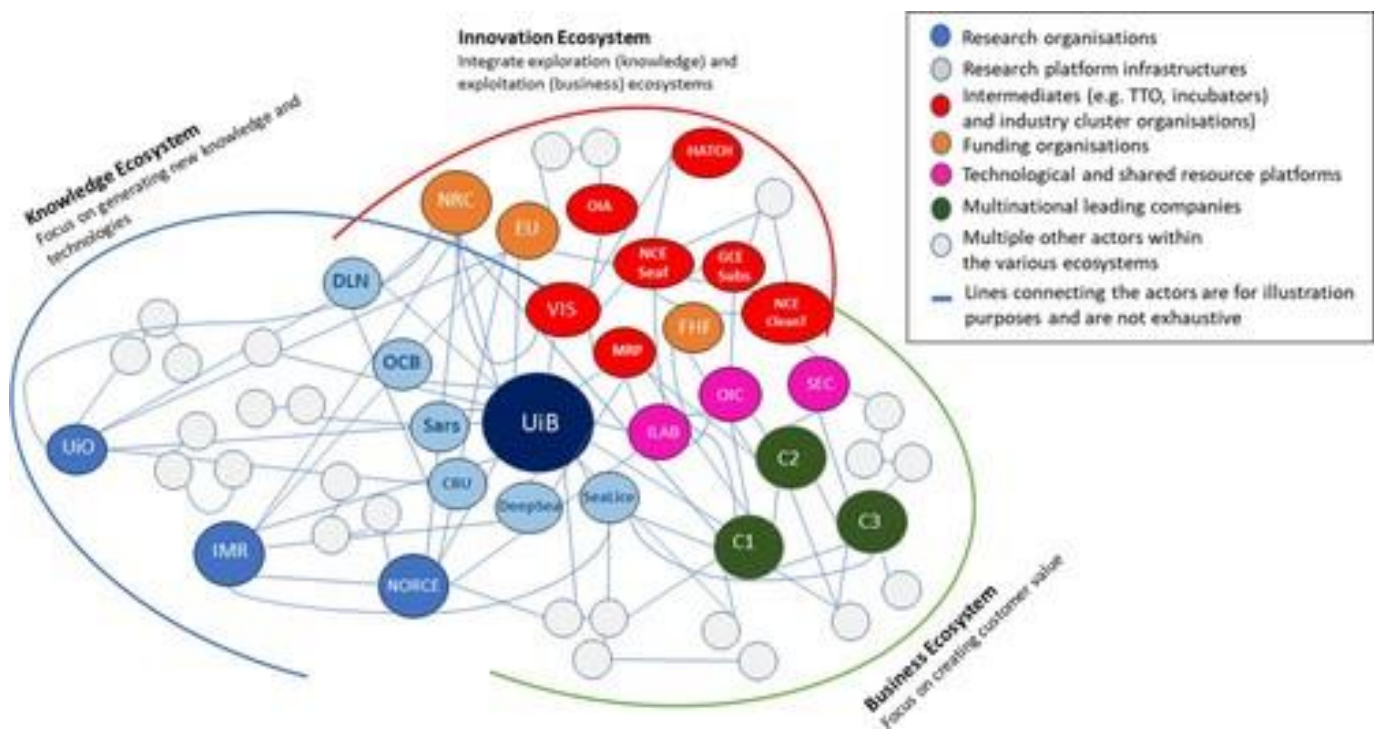 Innovation Ecosystem
Integrate exploration (knowledge) and
exploitation (business) ecosystems
Knowledge Ecosystem
Focus on generating new knowledge and
technologies
Research organisations
Research platform infrastructures
Intermediates (e.g. TTO, incubators)
and industry cluster organisations)
Funding organisations
Technological and shared resource platforms
Multinational leading companies
Multiple other actors within
the various ecosystems
Lines connecting the actors are for illustration
purposes and are not exhaustive
HATCH
NRC
OIA
EU
NCE
Seaf
GCE
Subs
DLN
VIS
NCE
CleanT
FHF
MRP
OCB
OIC
SEC
UiB
Sars
ILAB
UiO
C2
CBU
DeepSea
SeaLice
C3
IMR
C1
NORCE
Business Ecosystem
Focus on creating customer value